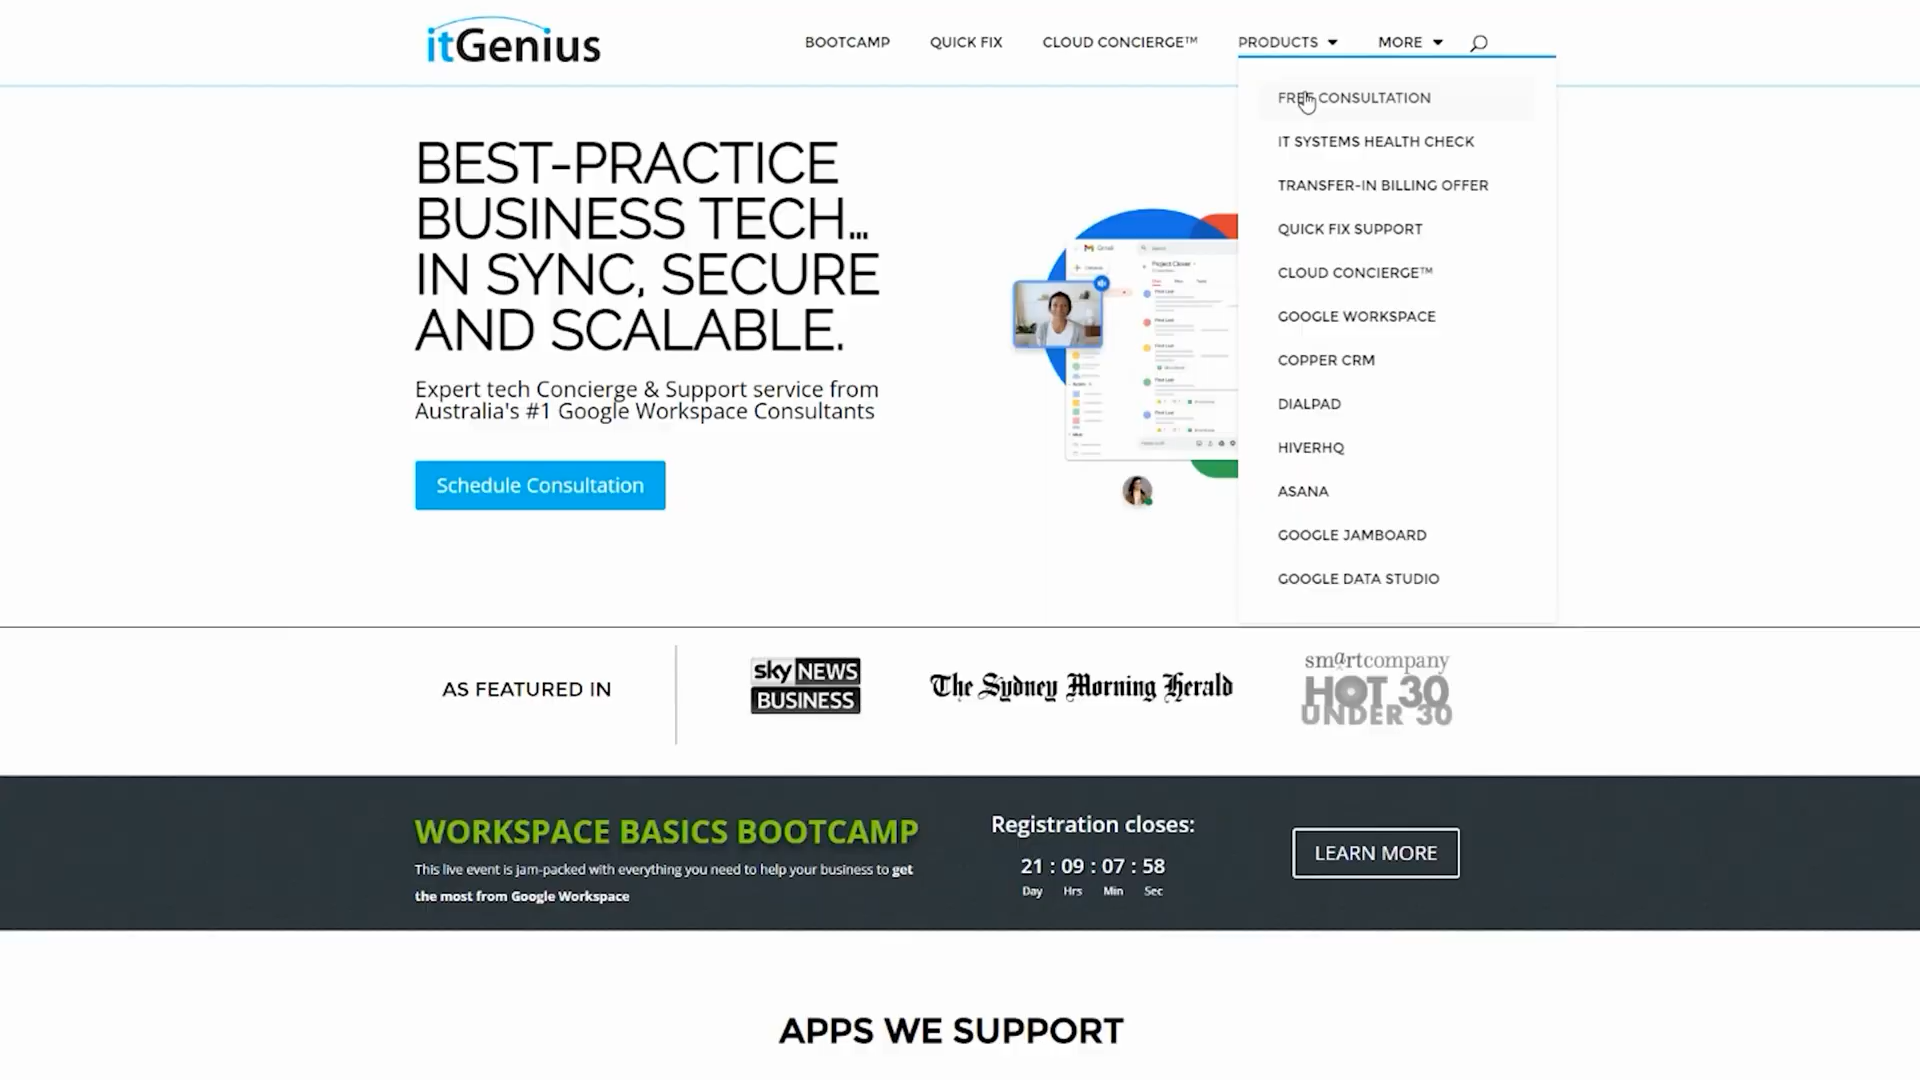 itGenius
BOOTCAMP
QUICK FIX
CLOUD CONCIERGE™
PRODUCTS
MORE
FREE CONSULTATION
IT SYSTEMS HEALTH CHECK
TRANSFER-IN BILLING OFFER
QUICK FIX SUPPORT
CLOUD CONCIERGE™
GOOGLE WORKSPACE
COPPER CRM
DIALPAD
HIVERHQ
ASANA
GOOGLE JAMBOARD
GOOGLE DATA STUDIO
BEST-PRACTICE
BUSINESS TECH...
IN SYNC, SECURE
AND SCALABLE.
Expert tech Concierge & Support service from
Australia's #1 Google Workspace Consultants
Schedule Consultation
Gmail
Search
Project Clover
AS FEATURED IN
sky NEWS
BUSINESS
The Sydney Morning Herald
smartcompany
HOT 30
UNDER 30
WORKSPACE BASICS BOOTCAMP
This live event is jam-packed with everything you need to help your business to get
the most from Google Workspace
Registration closes:
21 : 09 : 07 : 58
Day Hrs Min Sec
LEARN MORE
APPS WE SUPPORT